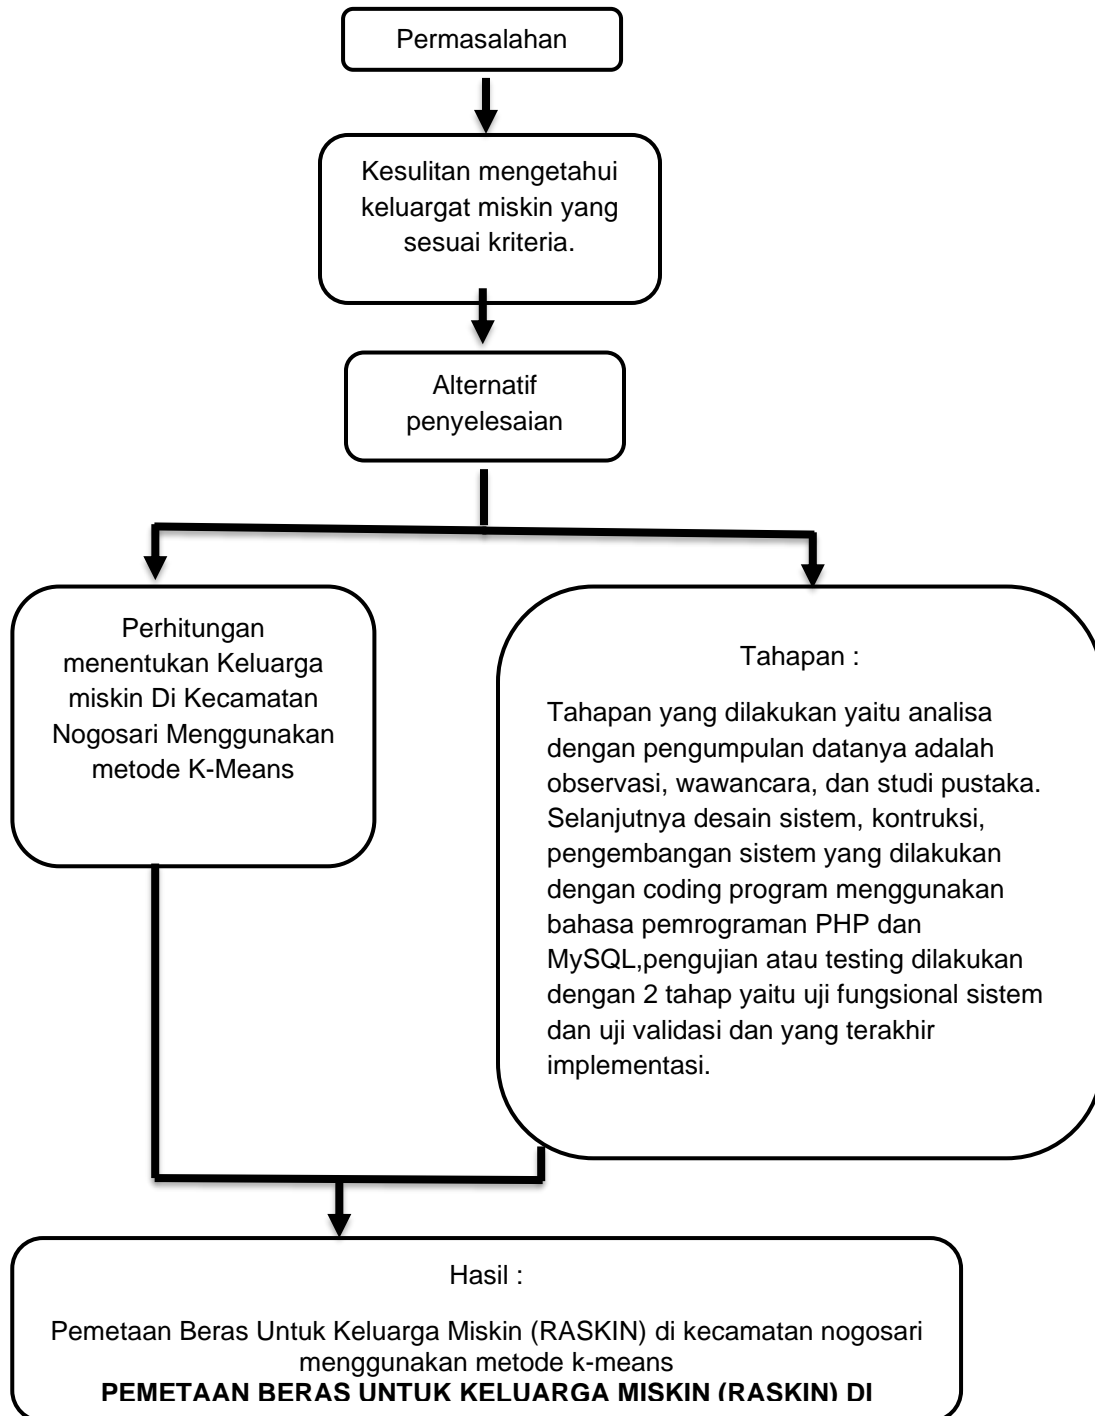 Permasalahan
Kesulitan mengetahui
keluargat miskin yang
sesuai kriteria.
Alternatif
penyelesaian
Perhitungan
menentukan Keluarga
miskin Di Kecamatan
Nogosari Menggunakan
metode K-Means
Tahapan :
Tahapan yang dilakukan yaitu analisa
dengan pengumpulan datanya adalah
observasi, wawancara, dan studi pustaka.
Selanjutnya desain sistem, kontruksi,
pengembangan sistem yang dilakukan
dengan coding program menggunakan
bahasa pemrograman PHP dan
MySQL,pengujian atau testing dilakukan
dengan 2 tahap yaitu uji fungsional sistem
dan uji validasi dan yang terakhir
implementasi.
Hasil :
Pemetaan Beras Untuk Keluarga Miskin (RASKIN) di kecamatan nogosari
menggunakan metode k-means
PEMETAAN BERAS UNTUK KELUARGA MISKIN (RASKIN) DI